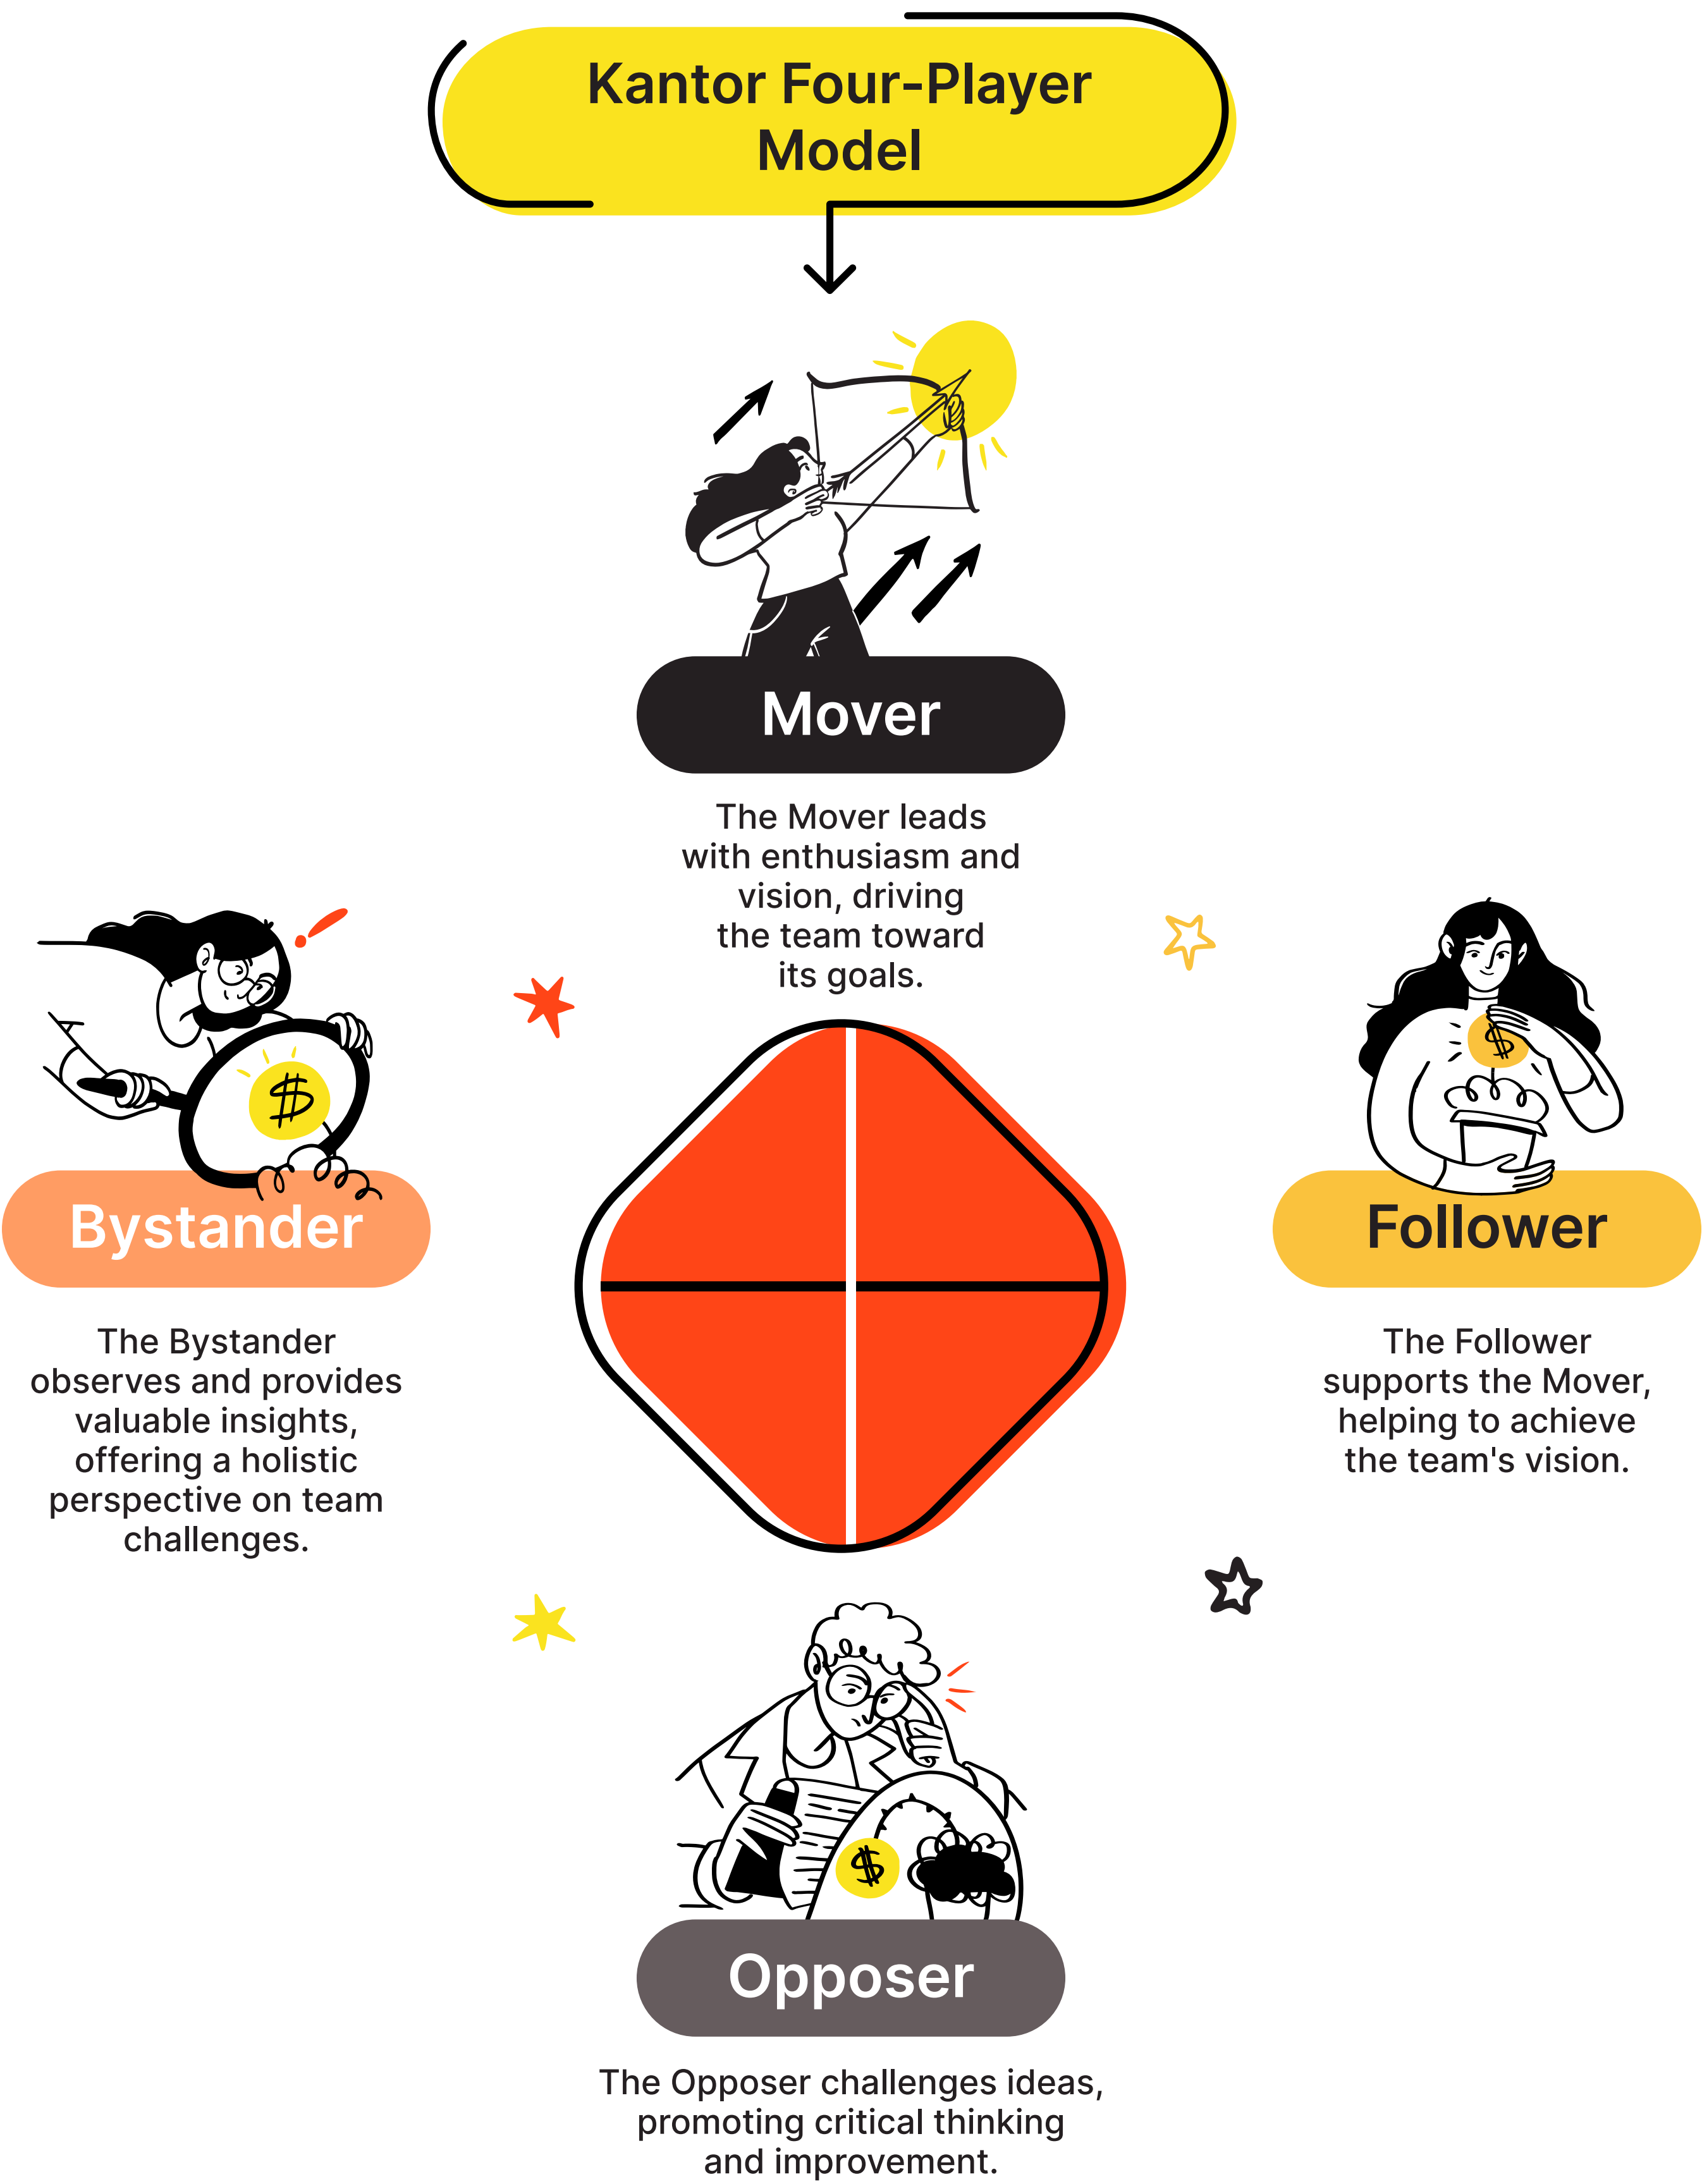 Kantor Four-Player
Model
Mover
The Mover leads
with enthusiasm and
vision, driving
the team toward
its goals.
Bystander
The Bystander
observes and provides
valuable insights,
offering a holistic
perspective on team
challenges.
$
Follower
The Follower
supports the Mover,
helping to achieve
the team's vision.
$
Opposer
The Opposer challenges ideas,
promoting critical thinking
and improvement.
$